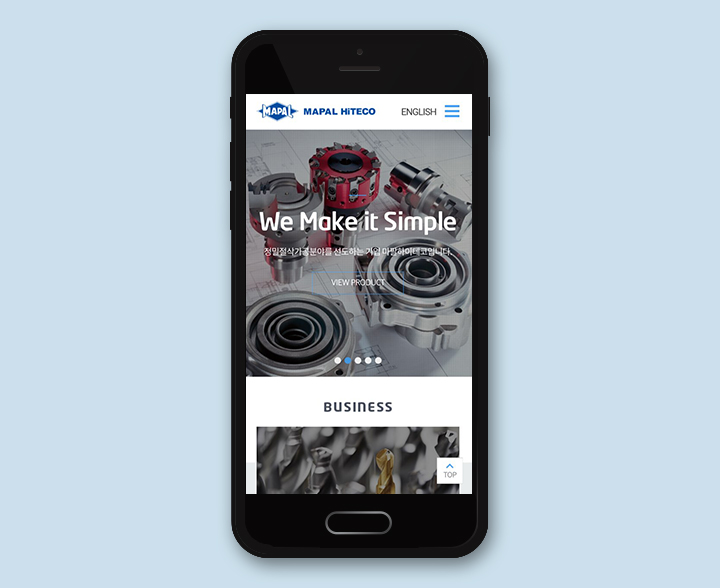 MAPAL MAPAL HiTECO ENGLISH
We Make it Simple
정밀절삭가공분야를 선도하는 기업 마팔하이테코입니다.
VIEW PRODUCT
BUSINESS
TOP